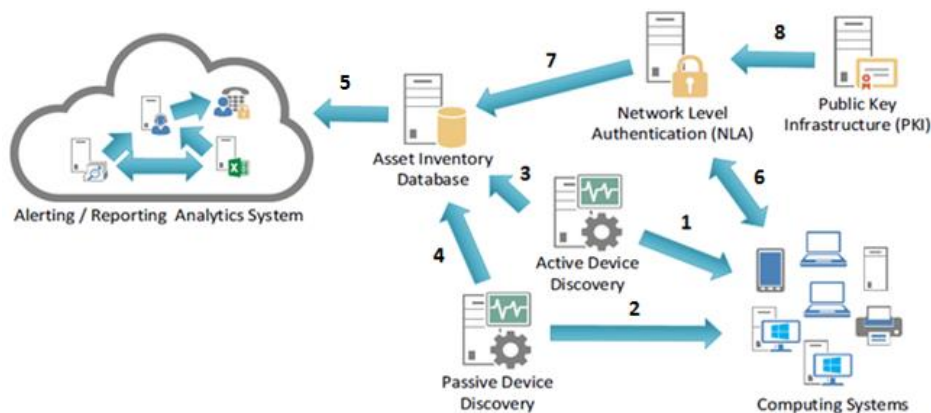 8
7
5
Network Level
Authentication (NLA)
Public Key
Infrastructure (PKI)
Asset Inventory
Database
3
6
Alerting / Reporting Analytics System
1
4
Active Device
Discovery
2
Passive Device
Discovery
Computing Systems